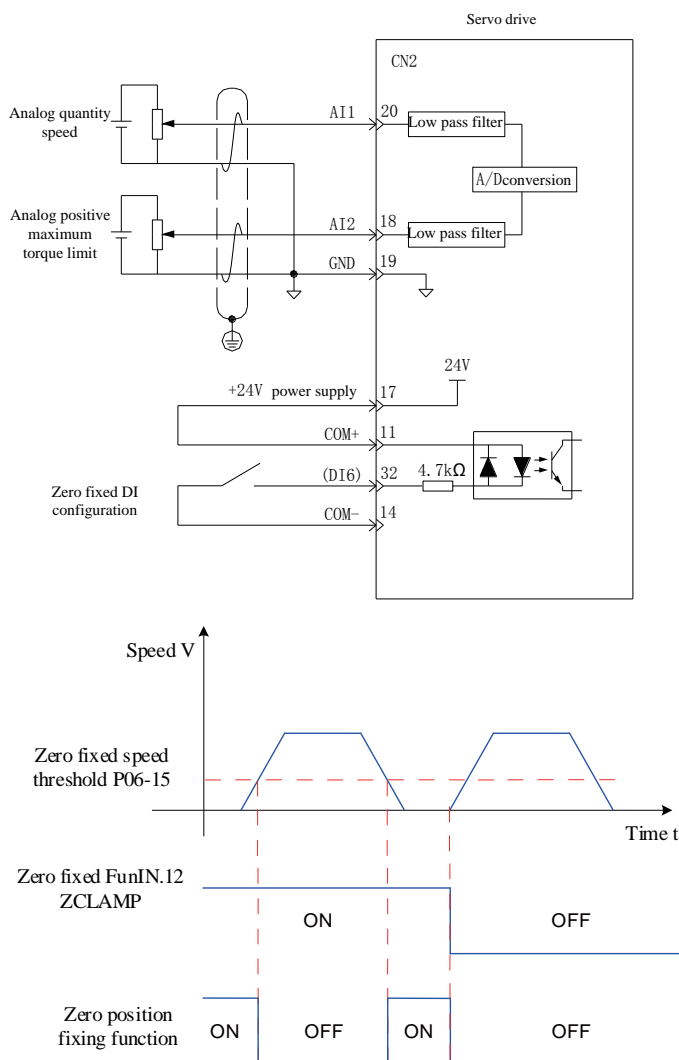 Servo drive
CN2
Analog quantity
speed
AI1
20
Low pass filter
A/Dconversion
Analog positive
maximum
torque limit
AI2
18
Low pass filter
GND
19
24V
+24V power supply
17
COM+
11
Zero fixed DI
configuration
(DI6)
32
4.7kΩ
COM-
14
Speed V
Zero fixed speed
threshold P06-15
Time t
Zero fixed FunIN.12
ZCLAMP
ON
OFF
Zero position
fixing function
ON
OFF
ON
OFF